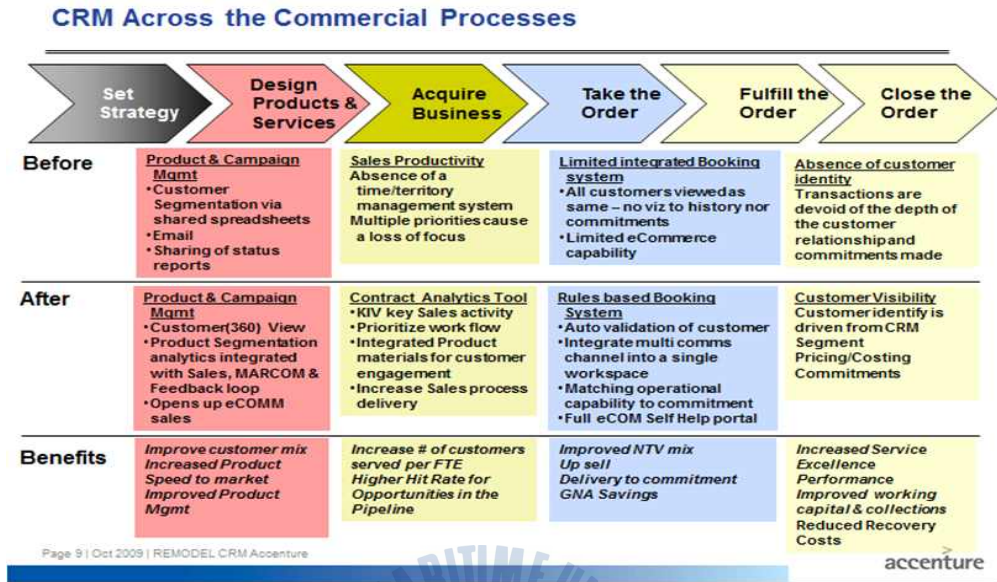 CRM Across the Commercial Processes
Set
Strategy
Design
Products &
Services
Acquire
Business
Take the
Order
Fulfill the
Order
Close the
Order
Before
Product & Campaign
Mgmt
•Customer
Segmentation via
shared spreadsheets
•Email
•Sharing of status
reports
Sales Productivity
Absence of a
time/territory
management system
Multiple priorities cause
a loss of focus
Limited integrated Booking
system
•All customers viewed as
same – no viz to history nor
commitments
•Limited eCommerce
capability
Absence of customer
identity
Transactions are
devoid of the depth of
the customer
relationship and
commitments made
After
Product & Campaign
Mgmt
•Customer(360) View
•Product Segmentation
analytics integrated
with Sales, MARCOM &
Feedback loop
•Opens up eCOMM
sales
Contract Analytics Tool
•KIV key Sales activity
•Prioritize work flow
•Integrated Product
materials for customer
engagement
•Increase Sales process
delivery
Rules based Booking
System
•Auto validation of customer
•Integrate multi comms
channel into a single
workspace
•Matching operational
capability to commitment
•Full eCOM Self Help portal
Customer Visibility
Customer identify is
driven from CRM
Segment
Pricing/Costing
Commitments
Benefits
Improve customer mix
Increased Product
Speed to market
Improved Product
Mgmt
Increase # of customers
served per FTE
Higher Hit Rate for
Opportunities in the
Pipeline
Improved NTV mix
Up sell
Delivery to commitment
GNA Savings
Increased Service
Excellence
Performance
Improved working
capital & collections
Reduced Recovery
Costs
Page 9 | Oct 2009 | REMODEL CRM Accenture
accenture